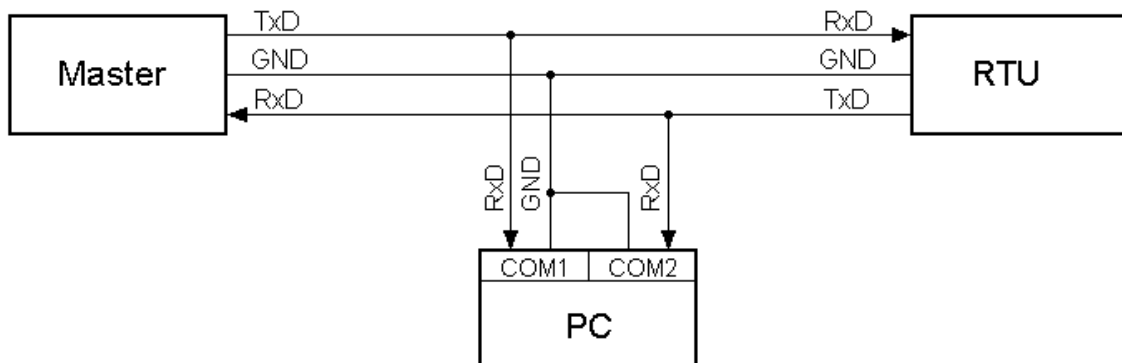 TxD RxD
Master GND GND RTU
RxD TxD
RxD GND RxD
COM1 COM2
PC